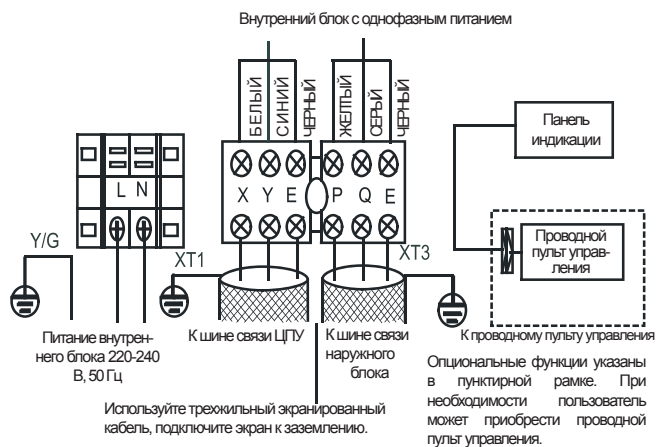 Внутренний блок с однофазным питанием
БЕЛЫЙ
СИНИЙ
ЧЕРНЫЙ
ЖЕЛТЫЙ
СЕРЫЙ
ЧЕРНЫЙ
Панель
индикации
L N
X Y E P Q E
Y/G
XT1
XT3
Проводной
пульт управ-
ления
Питание внутрен-
него блока 220-240
В, 50 Гц
К шине связи ЦПУ
К шине связи
наружного
блока
К проводному пульту управления
Опциональные функции указаны
в пунктирной рамке. При
необходимости пользователь
может приобрести проводной
пульт управления.
Используйте трехжильный экранированный
кабель, подключите экран к заземлению.